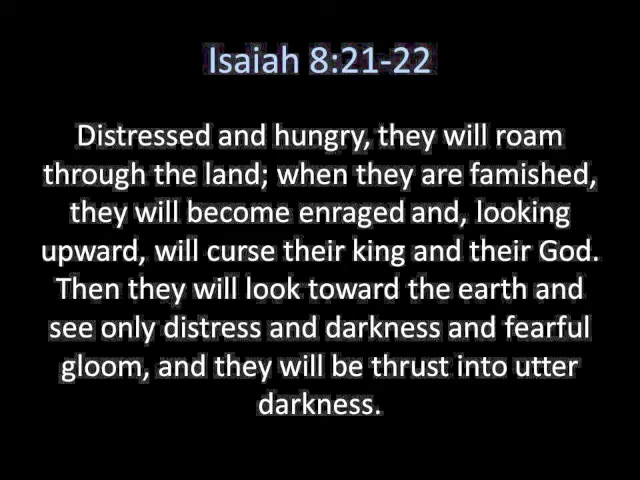 Isaiah 8:21-22
Distressed and hungry, they will roam
through the land; when they are famished,
they will become enraged and, looking
upward, will curse their king and their God.
Then they will look toward the earth and
see only distress and darkness and fearful
gloom, and they will be thrust into utter
darkness.